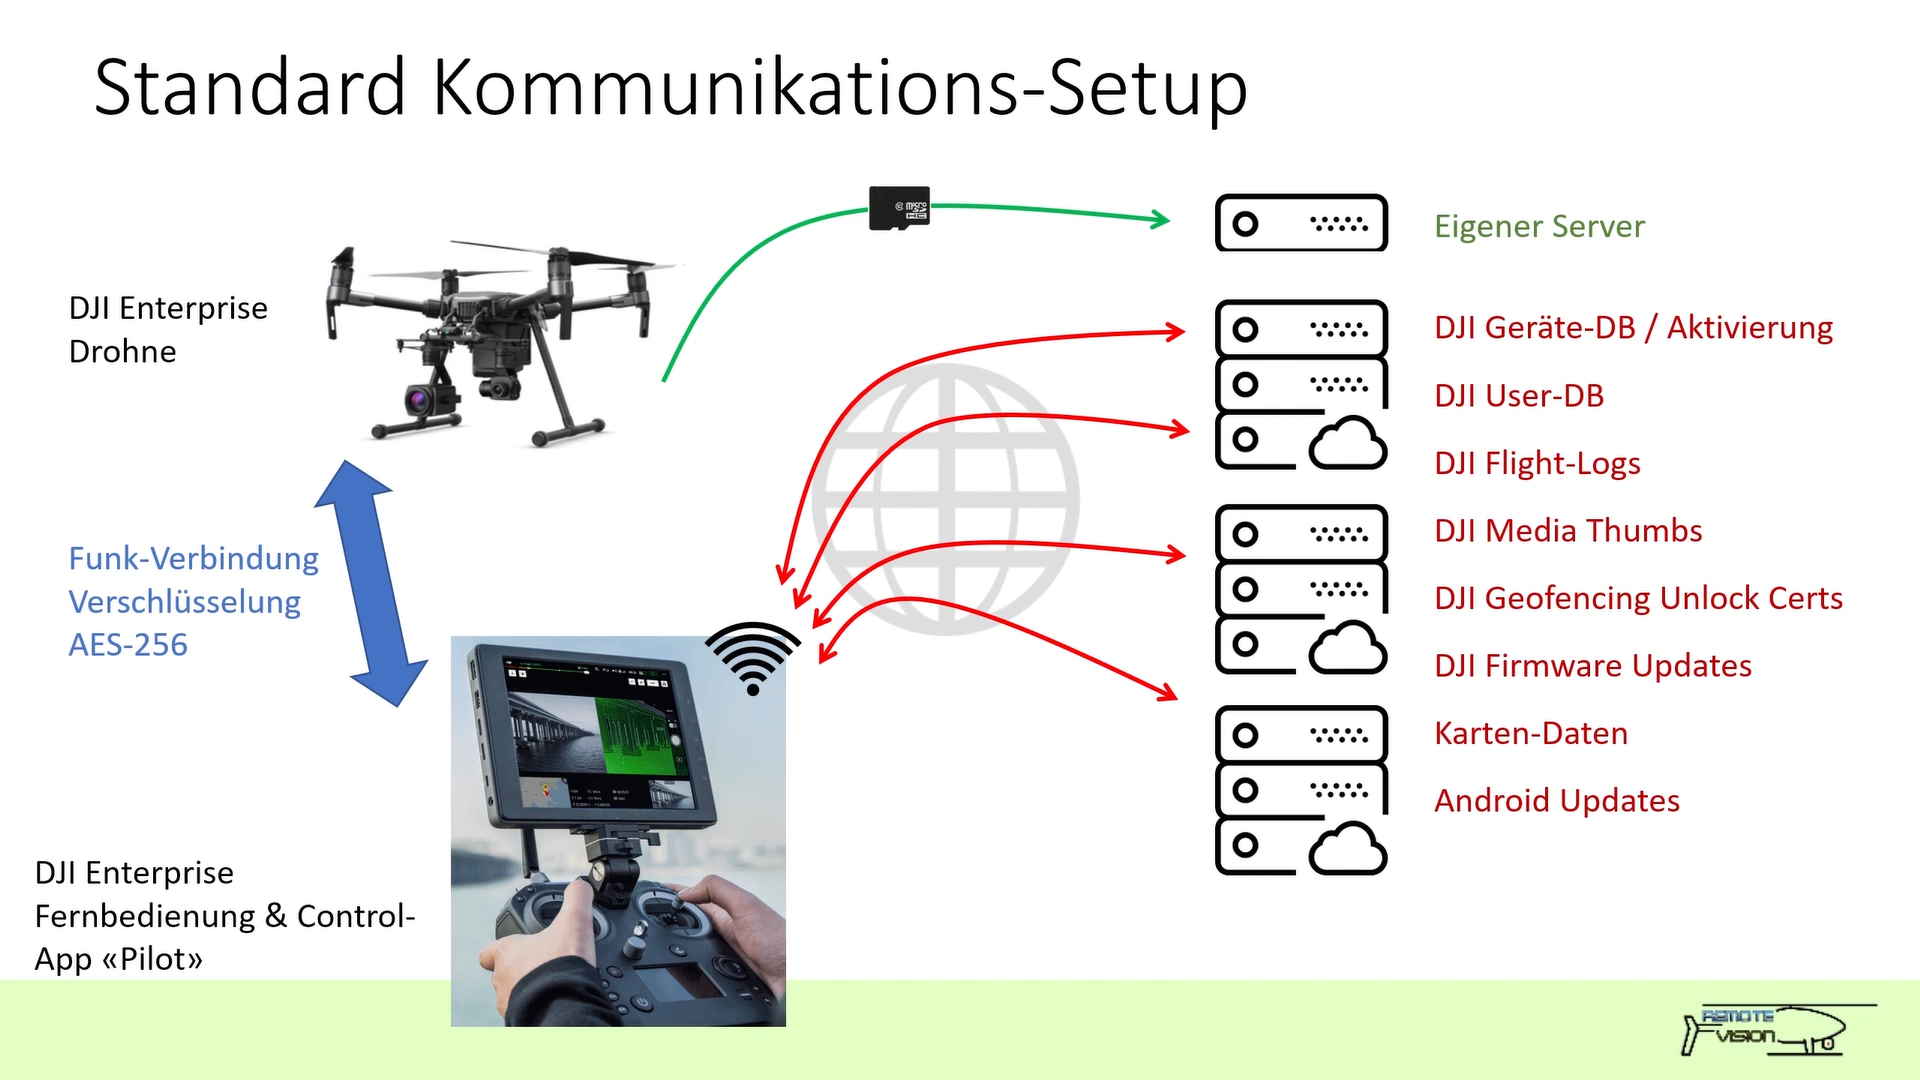 Standard Kommunikations-Setup
micro
HC
Eigener Server
DJI Enterprise
Drohne
DJI Geräte-DB / Aktivierung
DJI User-DB
DJI Flight-Logs
DJI Media Thumbs
DJI Geofencing Unlock Certs
DJI Firmware Updates
Karten-Daten
Android Updates
Funk-Verbindung
Verschlüsselung
AES-256
DJI Enterprise
Fernbedienung & Control-
App «Pilot»
REMOTE
VISION